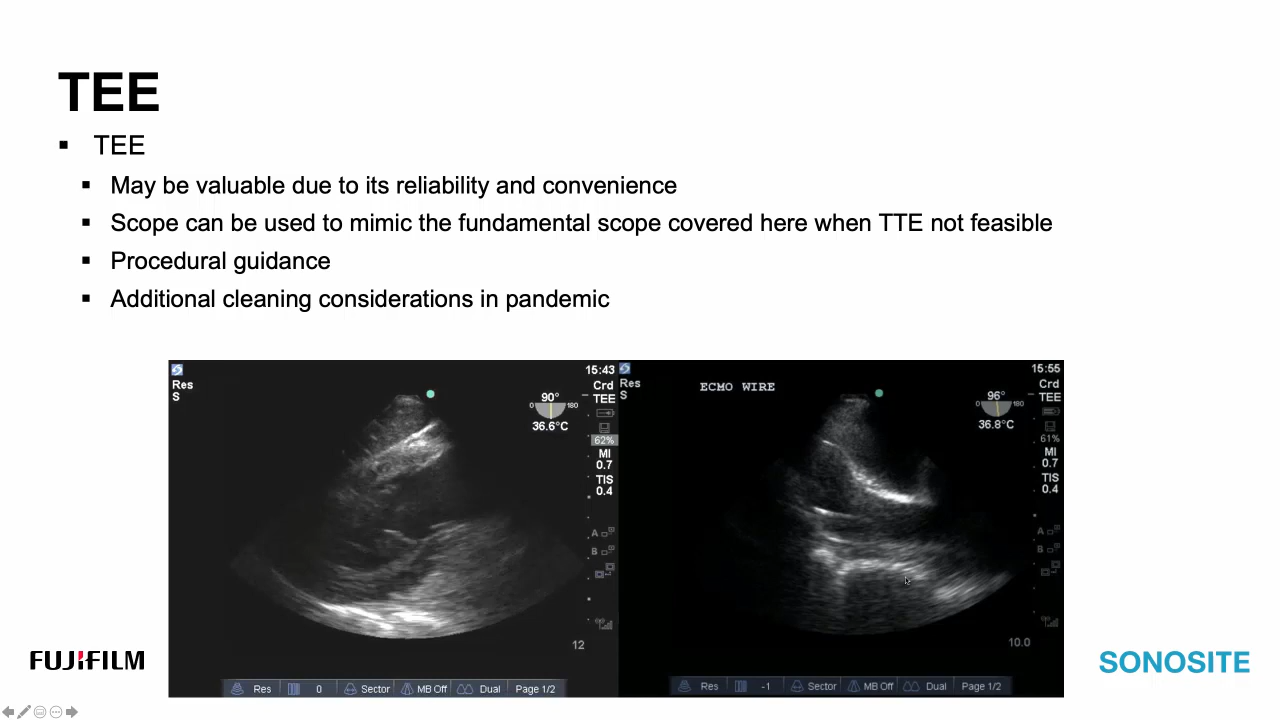 TEE
TEE
May be valuable due to its reliability and convenience
Scope can be used to mimic the fundamental scope covered here when TTE not feasible
Procedural guidance
Additional cleaning considerations in pandemic
Res
S
15:43
Crd
TEE
90°
0 180
36.6°C
62%
MI
0.7
TIS
0.4
A
B
12
Res 0 Sector MB Off Dual Page 1/2
Res
S
ECMO WIRE
15:55
Crd
TEE
96°
0 180
36.8°C
61%
MI
0.7
TIS
0.4
A
B
10.0
Res -1 Sector MB Off Dual Page 1/2
FUJIFILM
SONOSITE